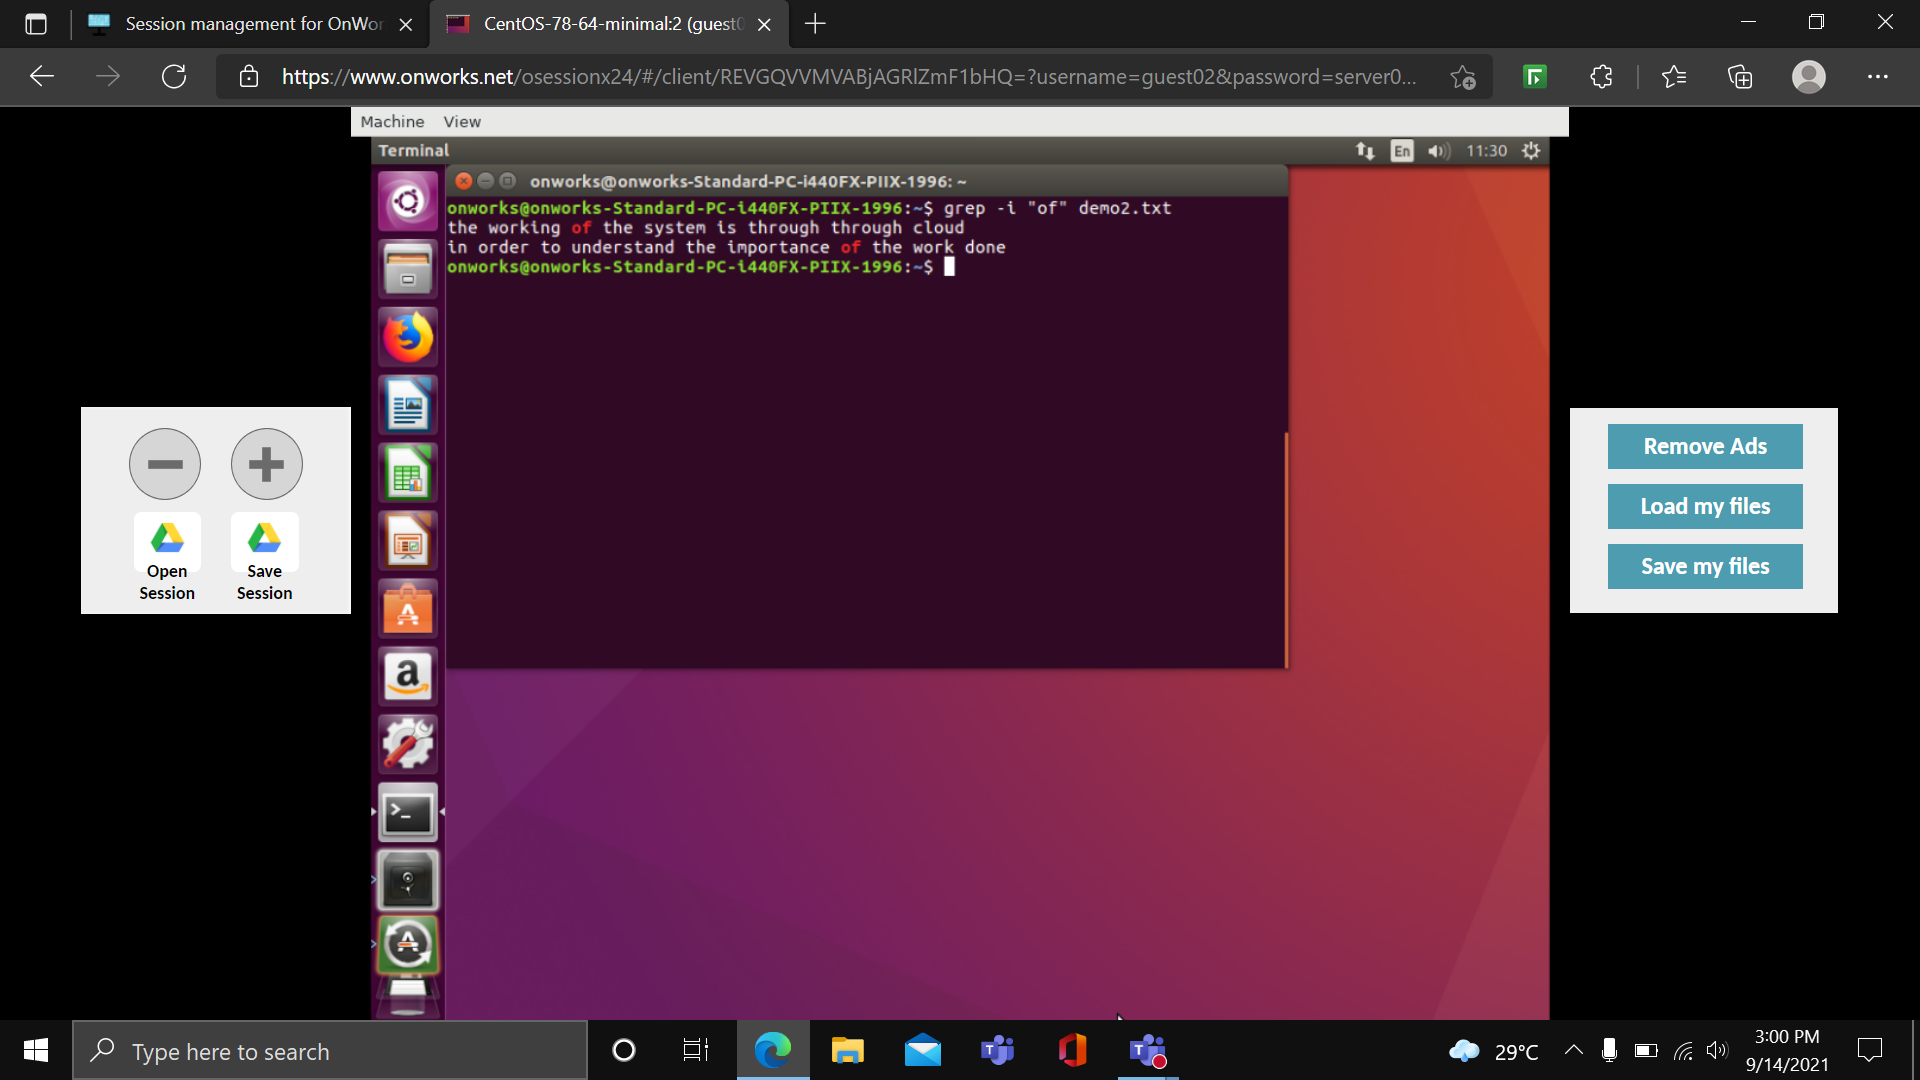 Session management for OnWor
CentOS-78-64-minimal:2 (guest0
https://www.onworks.net/osessionx24/#/client/REVGQVVMVABjAGRlZmF1bHQ=?username=guest02&password=server0...
Machine View
Terminal
En
11:30
onworks@onworks-Standard-PC-i440FX-PIIX-1996: ~
onworks@onworks-Standard-PC-i440FX-PIIX-1996:~$ grep -i "of" demo2.txt
the working of the system is through through cloud
in order to understand the importance of the work done
onworks@onworks-Standard-PC-i440FX-PIIX-1996:~$
Open
Session
Save
Session
Remove Ads
Load my files
Save my files
Type here to search
29°C
3:00 PM
9/14/2021